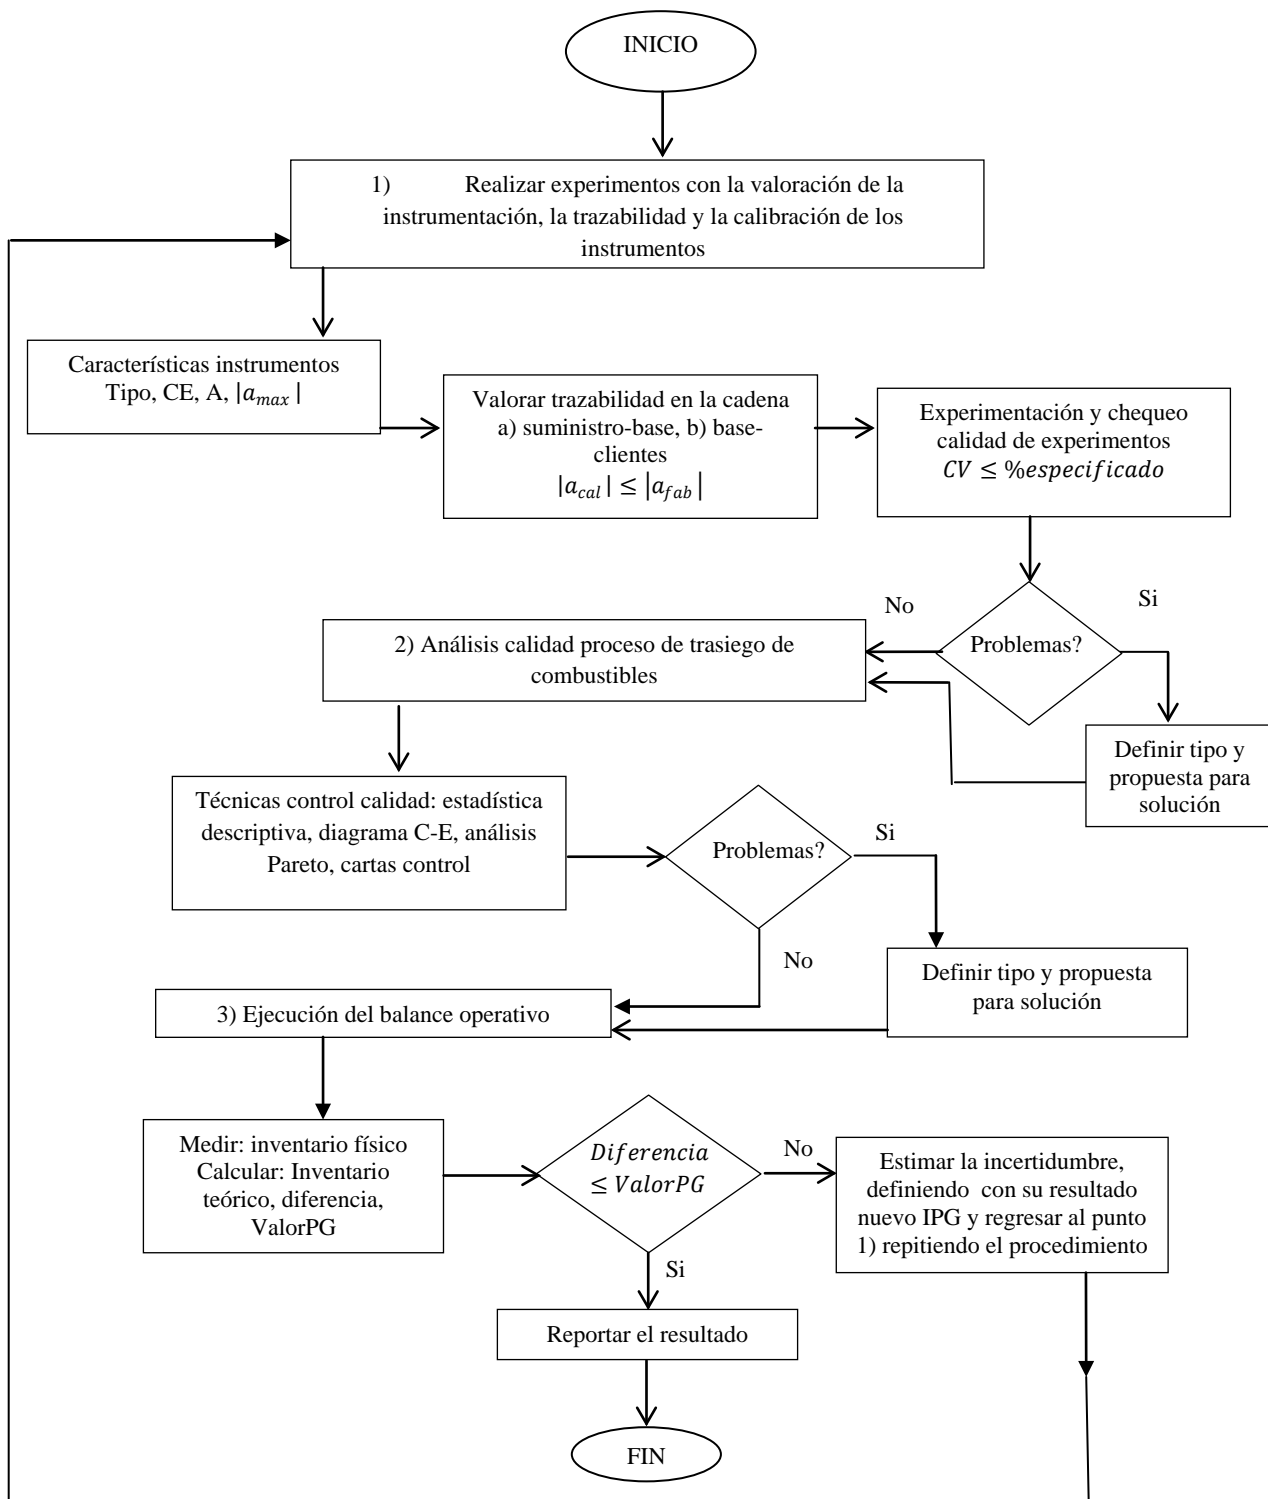 INICIO
1) Realizar experimentos con la valoración de la
instrumentación, la trazabilidad y la calibración de los
instrumentos
Características instrumentos
Tipo, CE, A, |a_max|
Valorar trazabilidad en la cadena
a) suministro-base, b) base-
clientes
|a_cal| ≤ |a_fab|
Experimentación y chequeo
calidad de experimentos
CV ≤ %especificado
No
Si
Problemas?
2) Análisis calidad proceso de trasiego de
combustibles
Definir tipo y
propuesta para
solución
Técnicas control calidad: estadística
descriptiva, diagrama C-E, análisis
Pareto, cartas control
Problemas?
Si
No
Definir tipo y propuesta
para solución
3) Ejecución del balance operativo
Medir: inventario físico
Calcular: Inventario
teórico, diferencia,
ValorPG
Diferencia
≤ ValorPG
No
Estimar la incertidumbre,
definiendo con su resultado
nuevo IPG y regresar al punto
1) repitiendo el procedimiento
Si
Reportar el resultado
FIN